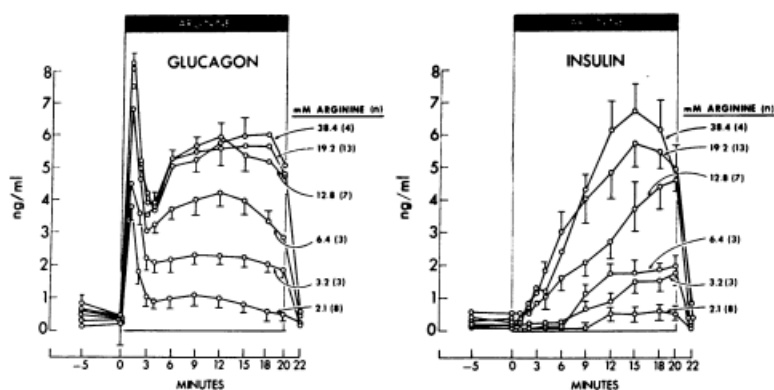 ARGININE
GLUCAGON
ng/ml
8
7
6
5
4
3
2
1
0
mM ARGININE (n)
38.4 (4)
19.2 (13)
12.8 (7)
6.4 (3)
3.2 (3)
2.1 (8)
-5 0 3 6 9 12 15 18 20 22
MINUTES
ARGININE
INSULIN
ng/ml
8
7
6
5
4
3
2
1
0
mM ARGININE (n)
38.4 (4)
19.2 (13)
12.8 (7)
6.4 (3)
3.2 (3)
2.1 (8)
-5 0 3 6 9 12 15 18 20 22
MINUTES